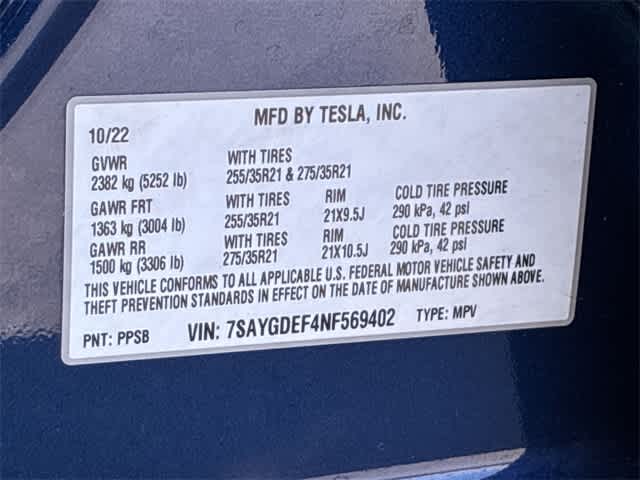 MFD BY TESLA, INC.
10/22
GVWR WITH TIRES
2382 kg (5252 lb) 255/35R21 & 275/35R21
GAWR FRT WITH TIRES RIM COLD TIRE PRESSURE
1363 kg (3004 lb) 255/35R21 21X9.5J 290 kPa, 42 psi
GAWR RR WITH TIRES RIM COLD TIRE PRESSURE
1500 kg (3306 lb) 275/35R21 21X10.5J 290 kPa, 42 psi
THIS VEHICLE CONFORMS TO ALL APPLICABLE U.S. FEDERAL MOTOR VEHICLE SAFETY AND
THEFT PREVENTION STANDARDS IN EFFECT ON THE DATE OF MANUFACTURE SHOWN ABOVE.
PNT: PPSB VIN: 7SAYGDEF4NF569402 TYPE: MPV